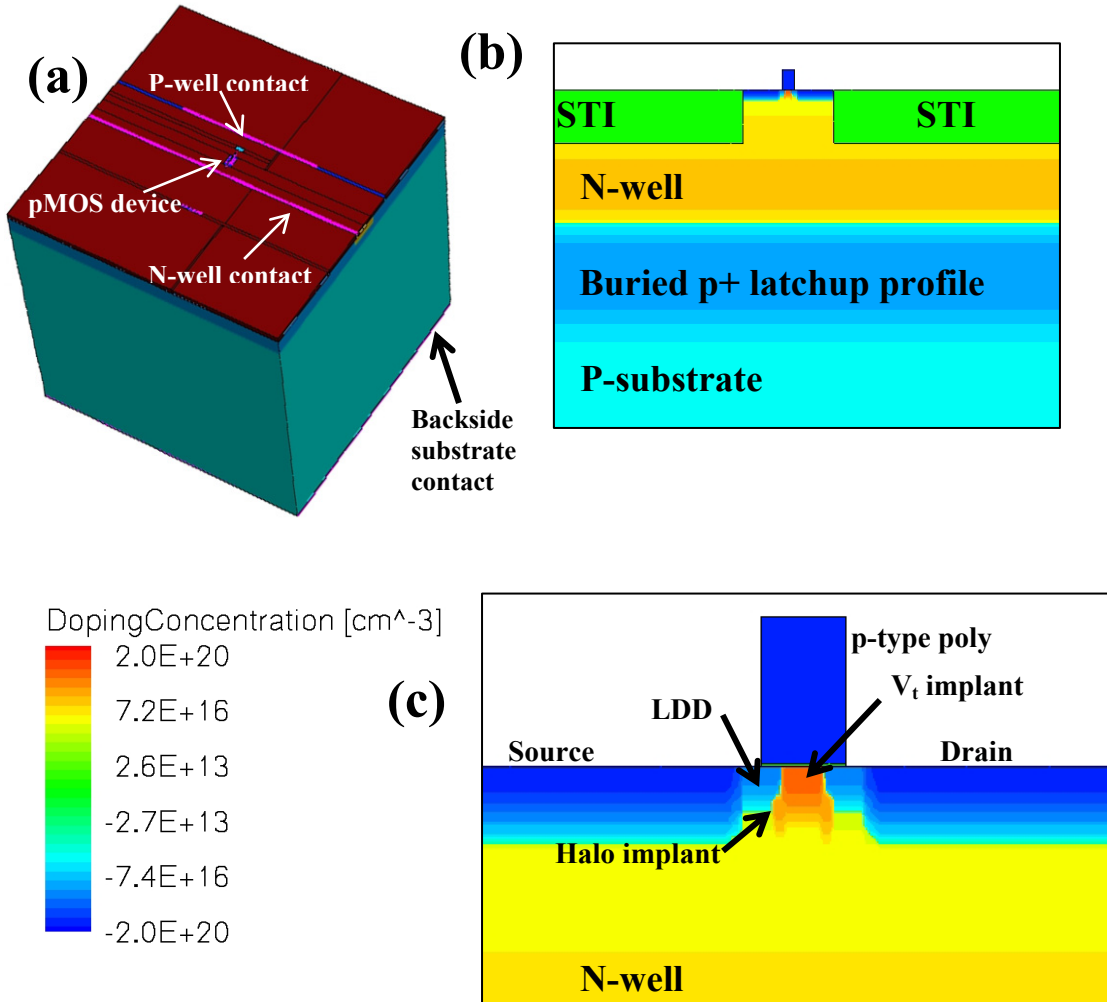 (a)
P-well contact
pMOS device
N-well contact
Backside
substrate
contact
(b)
STI STI
N-well
Buried p+ latchup profile
P-substrate
DopingConcentration [cm^-3]
2.0E+20
7.2E+16
2.6E+13
-2.7E+13
-7.4E+16
-2.0E+20
(c)
p-type poly
Vt implant
LDD
Source Drain
Halo implant
N-well